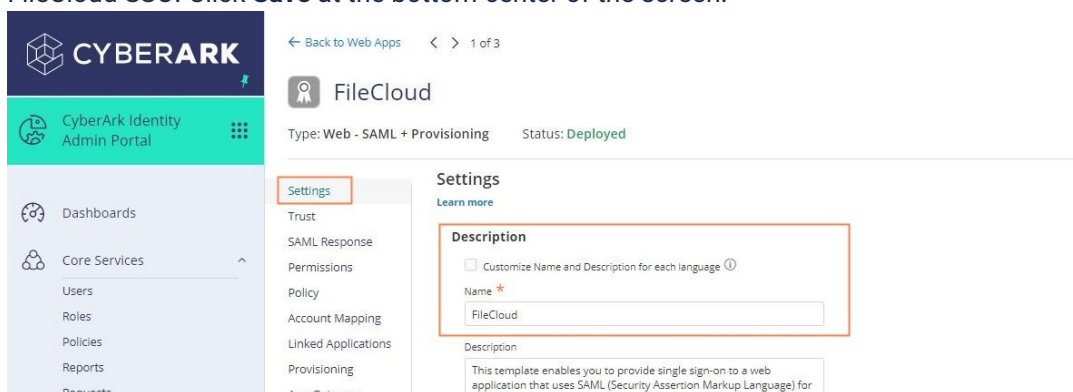 FileCloud SSO. Click Save at the bottom center of the screen.
CYBERARK
CyberArk Identity
Admin Portal
Dashboards
Core Services
Users
Roles
Policies
Reports
Requests
← Back to Web Apps < > 1 of 3
FileCloud
Type: Web - SAML + Provisioning Status: Deployed
Settings
Trust
SAML Response
Permissions
Policy
Account Mapping
Linked Applications
Provisioning
Settings
Learn more
Description
Customize Name and Description for each language
Name *
FileCloud
Description
This template enables you to provide single sign-on to a web
application that uses SAML (Security Assertion Markup Language) for